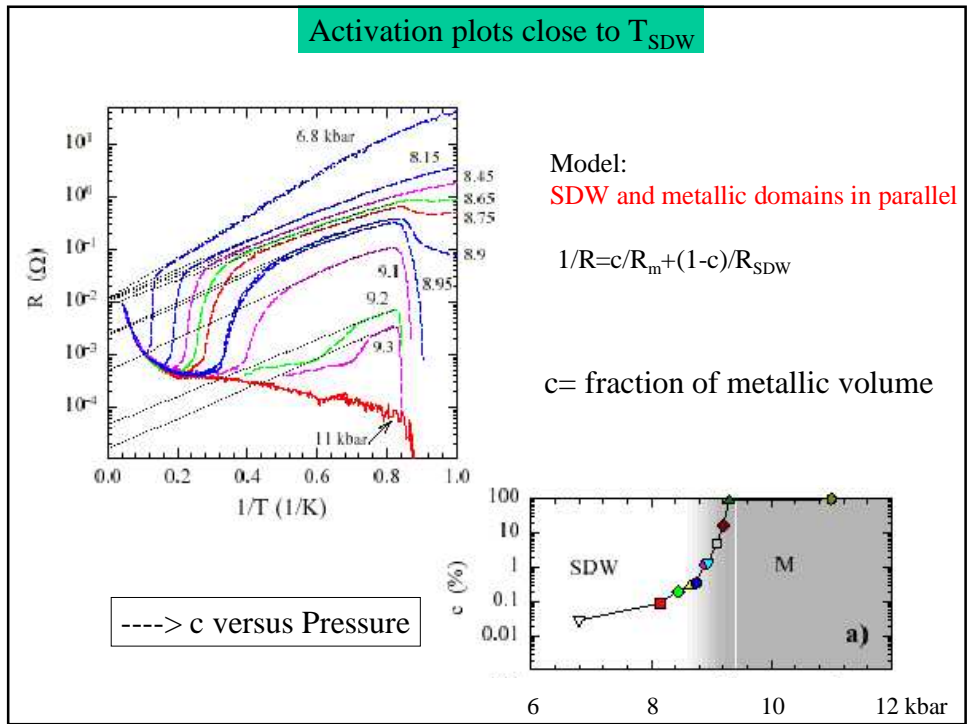 Activation plots close to T_SDW
10^1
10^0
10^-1
10^-2
10^-3
10^-4
R (Ω)
6.8 kbar
8.15
8.45
8.65
8.75
8.9
8.95
9.1
9.2
9.3
11 kbar
0.0 0.2 0.4 0.6 0.8 1.0
1/T (1/K)
Model:
SDW and metallic domains in parallel
1/R=c/R_m+(1-c)/R_SDW
c= fraction of metallic volume
----> c versus Pressure
100
10
1
0.1
0.01
c (%)
SDW
M
a)
6 8 10 12 kbar